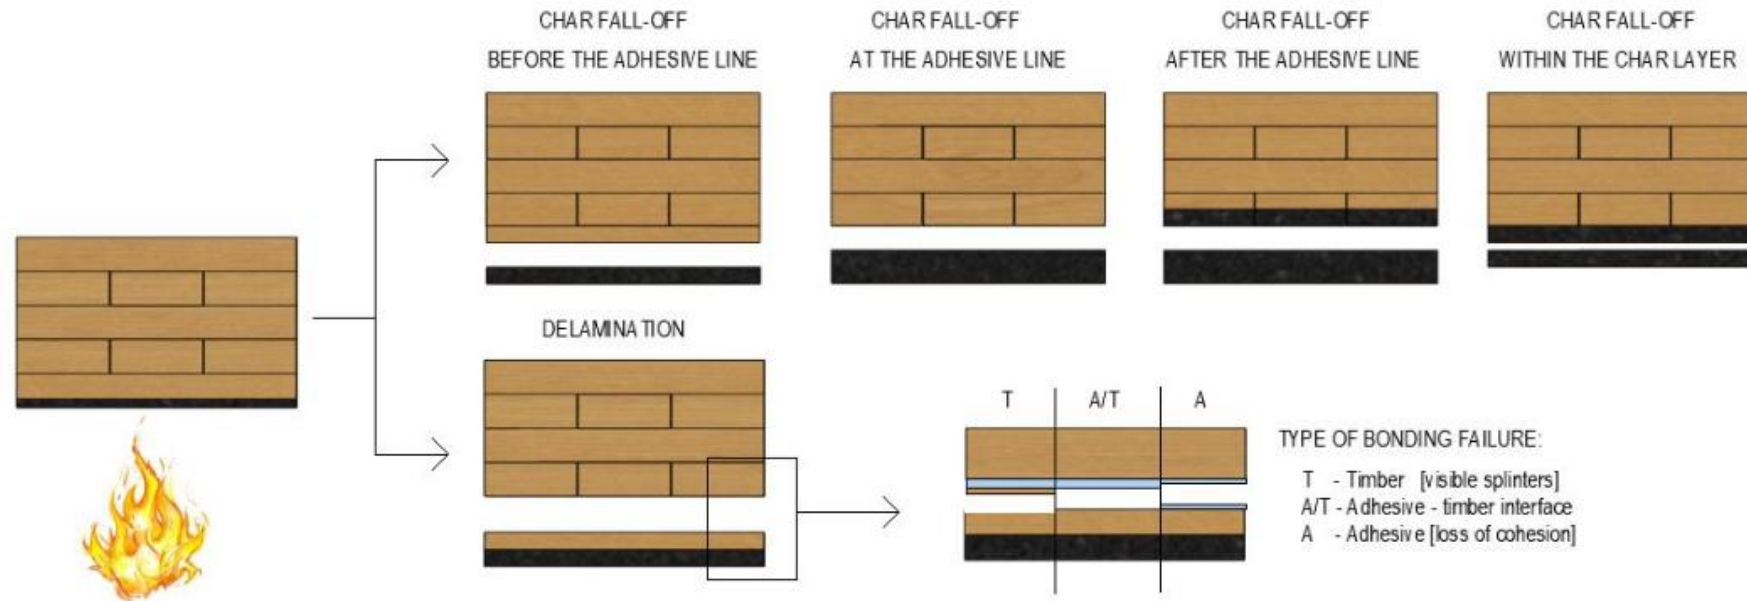 CHAR FALL-OFF
BEFORE THE ADHESIVE LINE
CHAR FALL-OFF
AT THE ADHESIVE LINE
CHAR FALL-OFF
AFTER THE ADHESIVE LINE
CHAR FALL-OFF
WITHIN THE CHAR LAYER
DELAMINATION
T A/T A
TYPE OF BONDING FAILURE:
T - Timber [visible splinters]
A/T - Adhesive - timber interface
A - Adhesive [loss of cohesion]